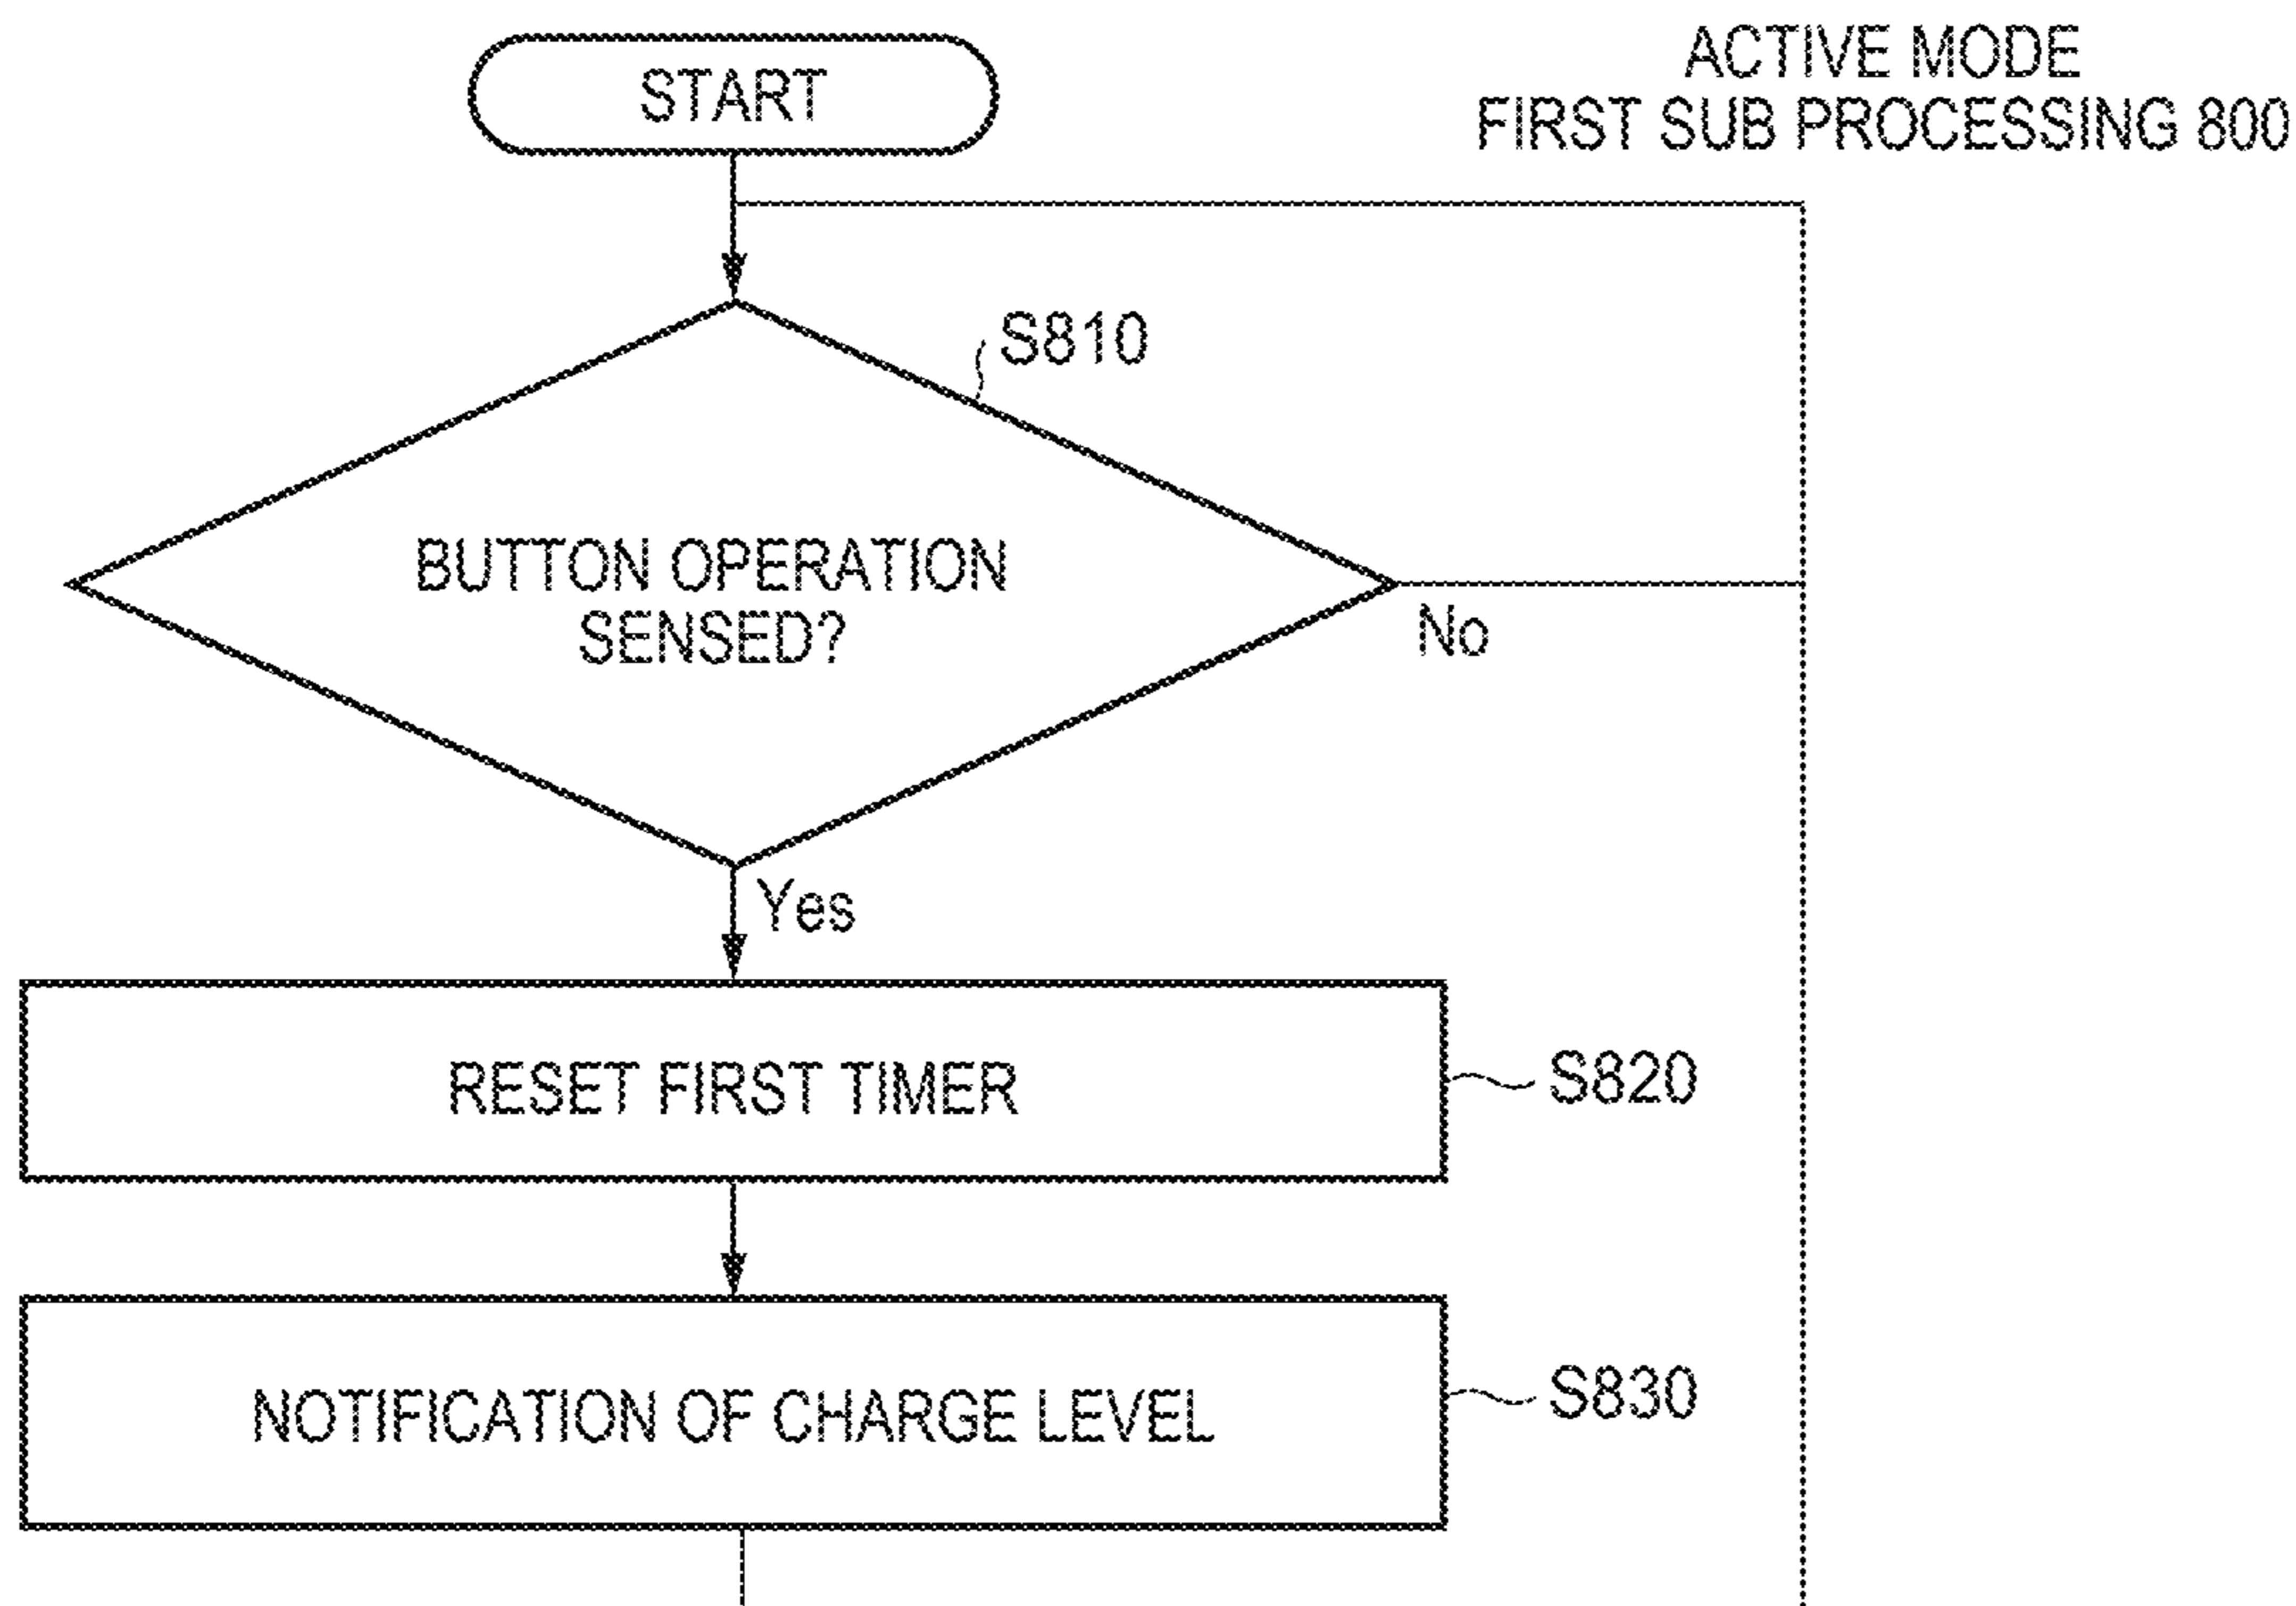 ACTIVE MODE
FIRST SUB PROCESSING 800
START
S810
BUTTON OPERATION
SENSED?
No
Yes
RESET FIRST TIMER
S820
NOTIFICATION OF CHARGE LEVEL
S830